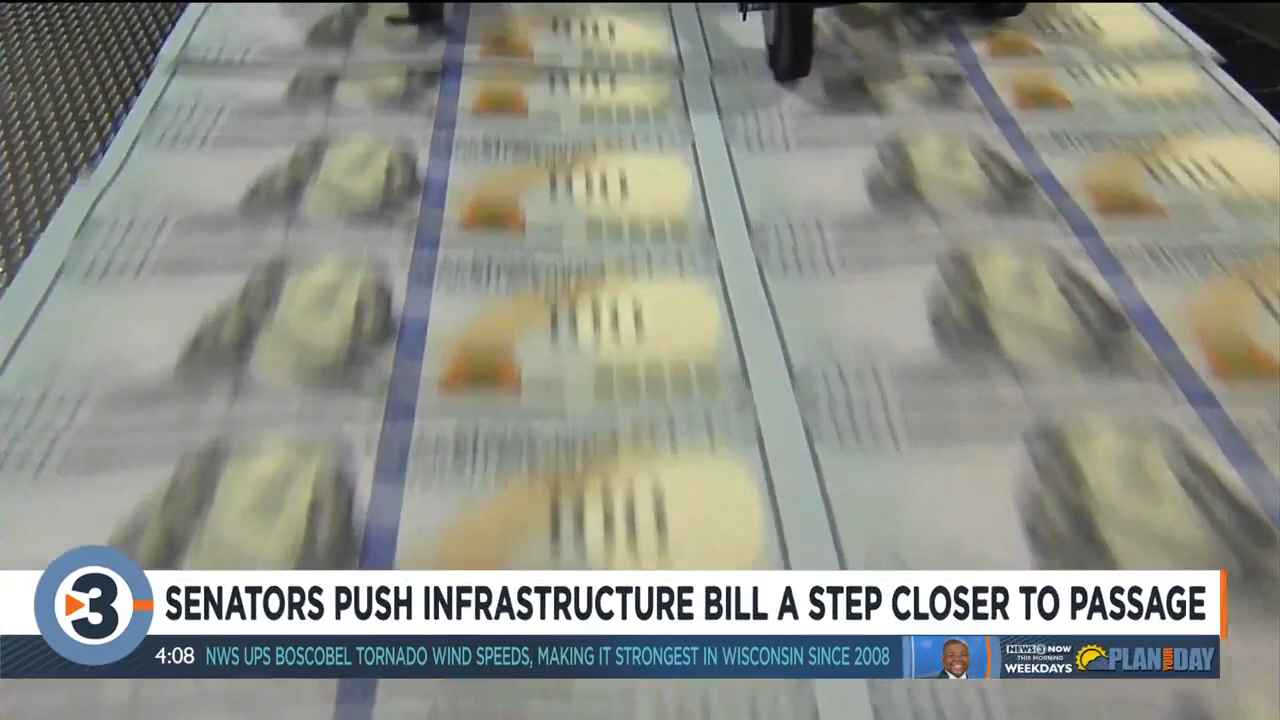 3
SENATORS PUSH INFRASTRUCTURE BILL A STEP CLOSER TO PASSAGE
4:08
NWS UPS BOSCOBEL TORNADO WIND SPEEDS, MAKING IT STRONGEST IN WISCONSIN SINCE 2008
NEWS 3 NOW
THIS MORNING
WEEKDAYS
PLAN YOUR DAY